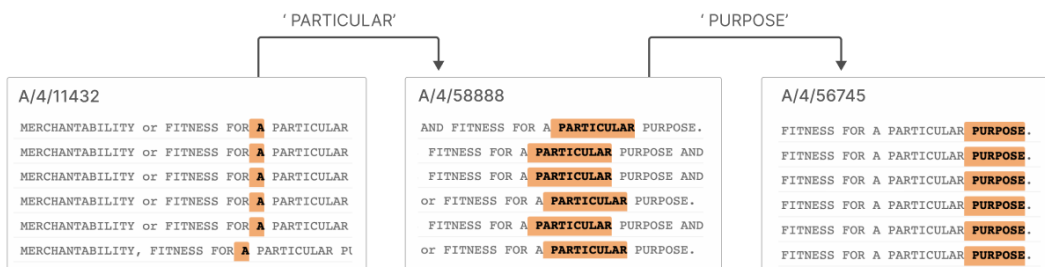 ‘ PARTICULAR’
‘ PURPOSE’
A/4/11432
MERCHANTABILITY or FITNESS FOR A PARTICULAR
MERCHANTABILITY or FITNESS FOR A PARTICULAR
MERCHANTABILITY or FITNESS FOR A PARTICULAR
MERCHANTABILITY or FITNESS FOR A PARTICULAR
MERCHANTABILITY or FITNESS FOR A PARTICULAR
MERCHANTABILITY, FITNESS FOR A PARTICULAR PU
A/4/58888
AND FITNESS FOR A PARTICULAR PURPOSE.
FITNESS FOR A PARTICULAR PURPOSE AND
FITNESS FOR A PARTICULAR PURPOSE AND
or FITNESS FOR A PARTICULAR PURPOSE.
FITNESS FOR A PARTICULAR PURPOSE AND
or FITNESS FOR A PARTICULAR PURPOSE.
A/4/56745
FITNESS FOR A PARTICULAR PURPOSE.
FITNESS FOR A PARTICULAR PURPOSE.
FITNESS FOR A PARTICULAR PURPOSE.
FITNESS FOR A PARTICULAR PURPOSE.
FITNESS FOR A PARTICULAR PURPOSE.
FITNESS FOR A PARTICULAR PURPOSE.